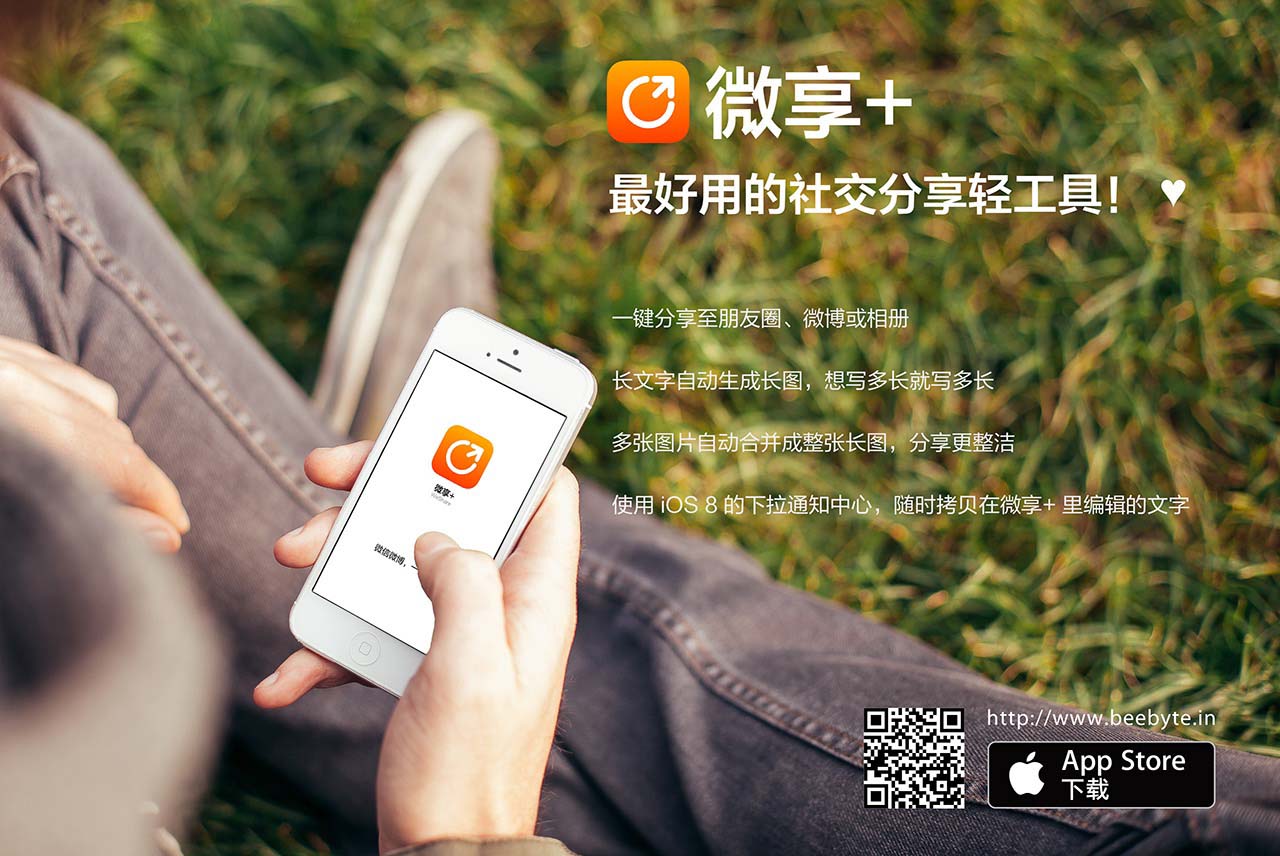 微享+
最好用的社交分享轻工具！ ♥
一键分享至朋友圈、微博或相册
长文字自动生成长图，想写多长就写多长
多张图片自动合并成整张长图，分享更整洁
使用 iOS 8 的下拉通知中心，随时拷贝在微享+ 里编辑的文字
微享+
微信微博，一
http://www.beebyte.in
App Store
下载